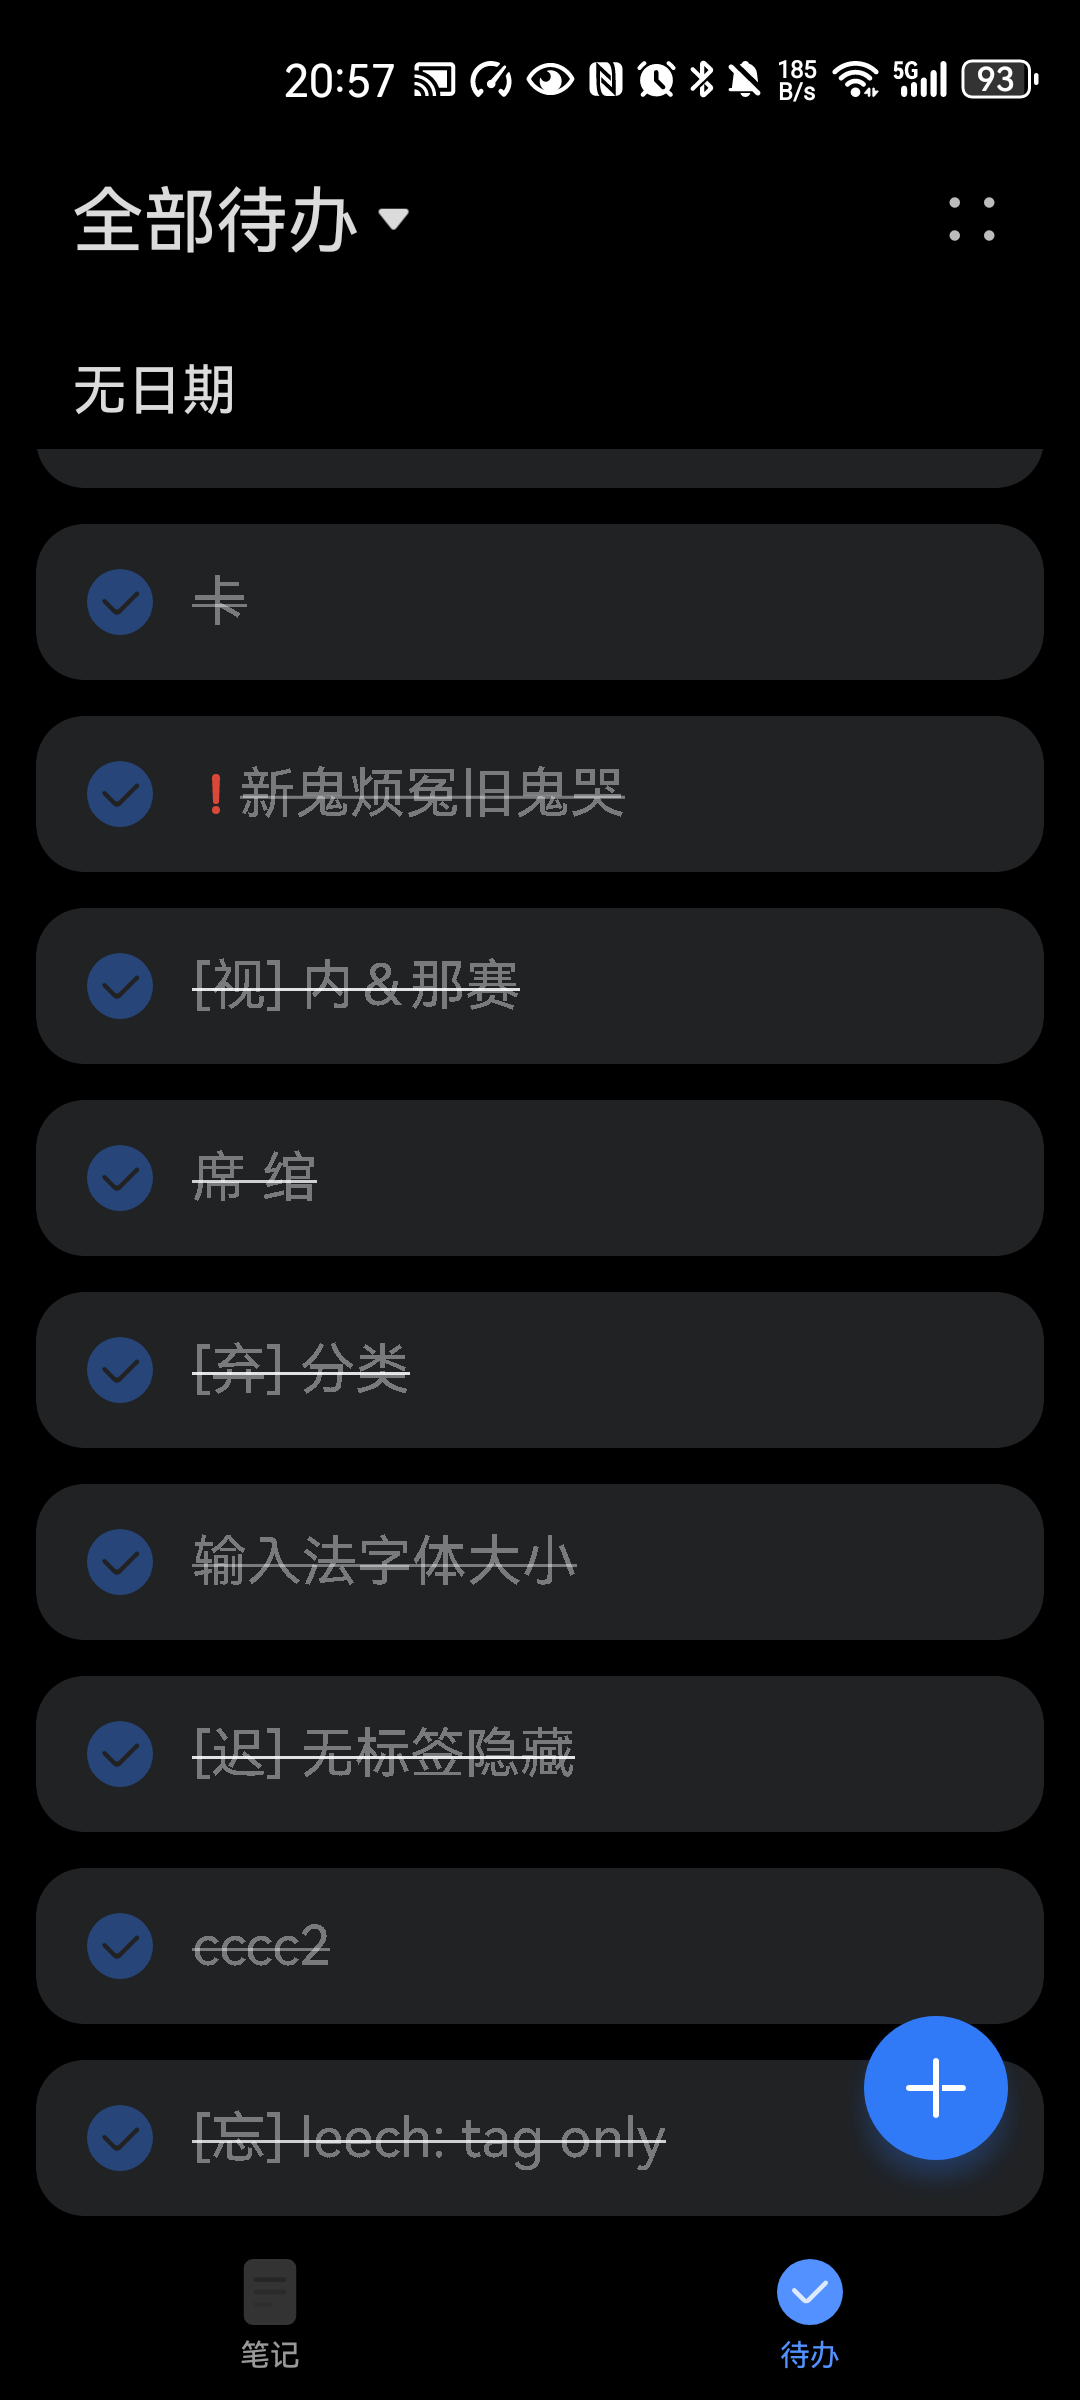 20:57
185 B/s
5G
93
全部待办
无日期
卡
❗新鬼烦冤旧鬼哭
[视] 内 & 那赛
席 绾
[弃] 分类
输入法字体大小
[迟] 无标签隐藏
cccc2
[忘] leech: tag only
笔记
待办